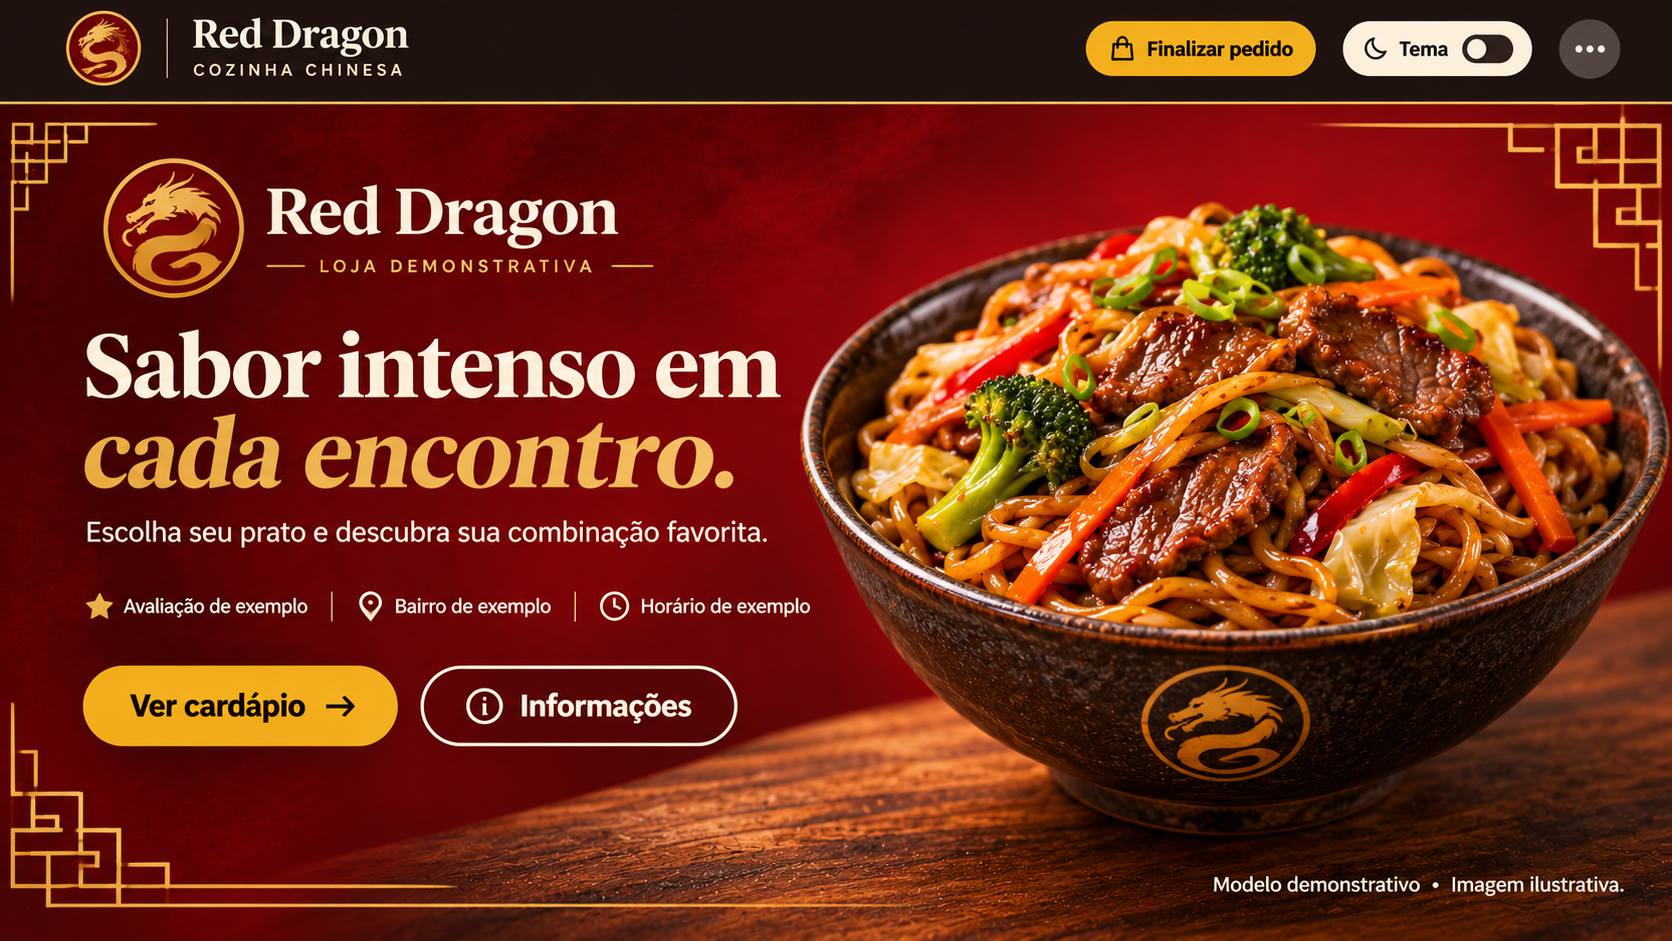 Red Dragon
COZINHA CHINESA
Finalizar pedido
Tema
Red Dragon
LOJA DEMONSTRATIVA
Sabor intenso em
cada encontro.
Escolha seu prato e descubra sua combinação favorita.
Avaliação de exemplo
Bairro de exemplo
Horário de exemplo
Ver cardápio →
Informações
Modelo demonstrativo • Imagem ilustrativa.